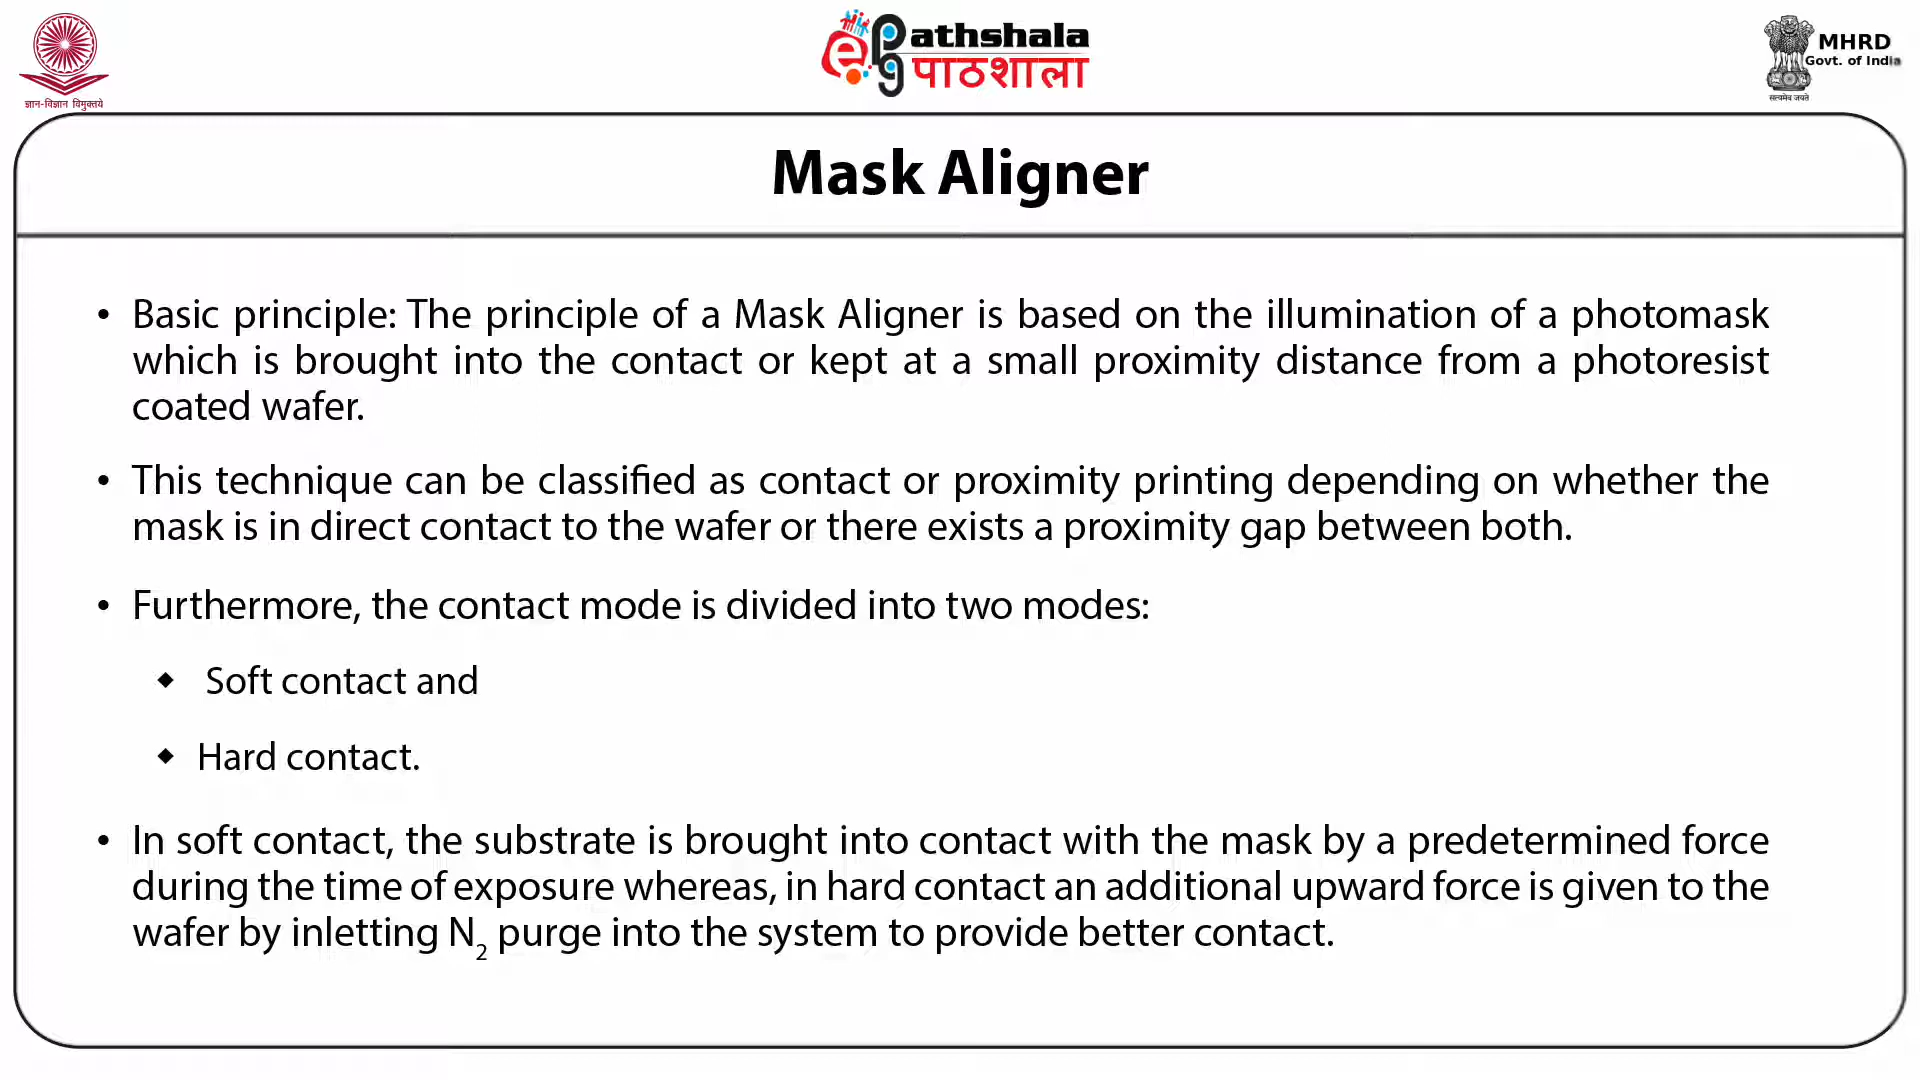 ज्ञान-विज्ञान विमुक्तये
ePathshala
पाठशाला
MHRD
Govt. of India
सत्यमेव जयते
Mask Aligner
• Basic principle: The principle of a Mask Aligner is based on the illumination of a photomask
which is brought into the contact or kept at a small proximity distance from a photoresist
coated wafer.
• This technique can be classified as contact or proximity printing depending on whether the
mask is in direct contact to the wafer or there exists a proximity gap between both.
• Furthermore, the contact mode is divided into two modes:
◆ Soft contact and
◆ Hard contact.
• In soft contact, the substrate is brought into contact with the mask by a predetermined force
during the time of exposure whereas, in hard contact an additional upward force is given to the
wafer by inletting N₂ purge into the system to provide better contact.